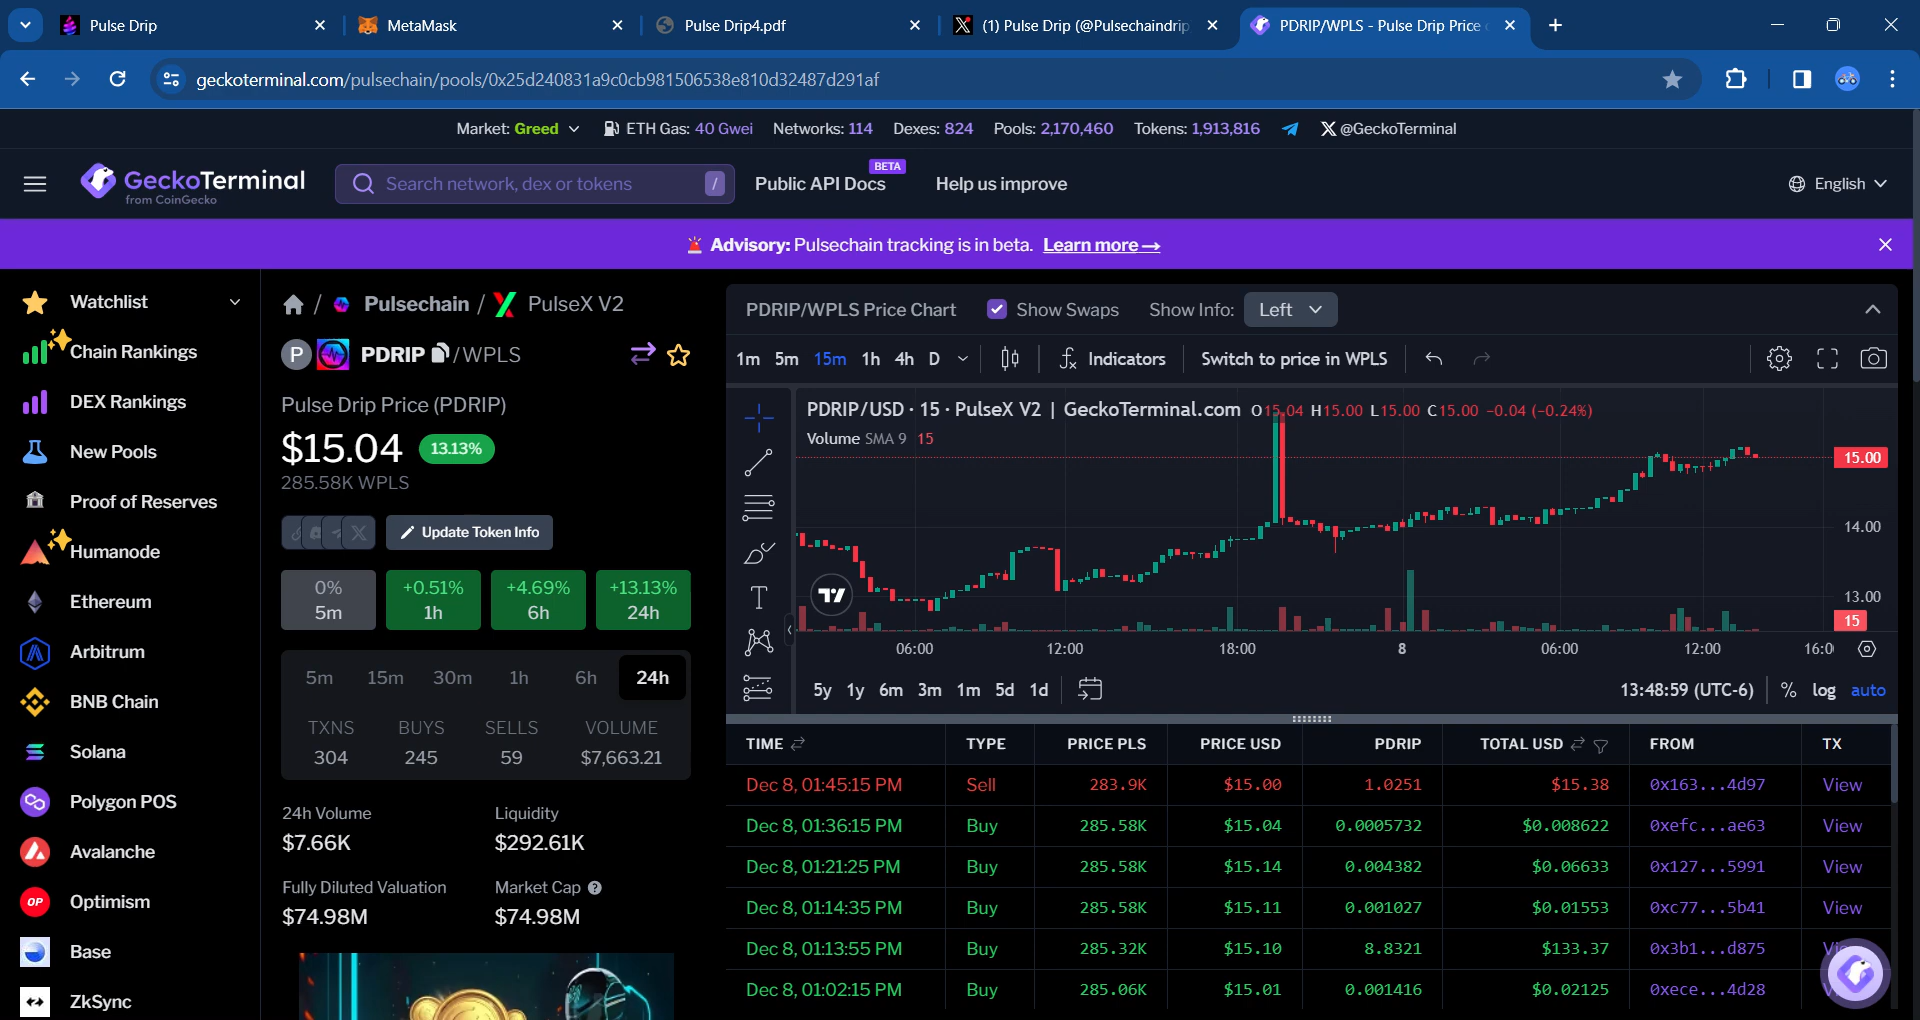 Pulse Drip
MetaMask
Pulse Drip4.pdf
(1) Pulse Drip (@Pulsechaindrip
PDRIP/WPLS - Pulse Drip Price
geckoterminal.com/pulsechain/pools/0x25d240831a9c0cb981506538e810d32487d291af
Market: Greed ETH Gas: 40 Gwei Networks: 114 Dexes: 824 Pools: 2,170,460 Tokens: 1,913,816 @GeckoTerminal
GeckoTerminal
from CoinGecko
Search network, dex or tokens /
Public API Docs
BETA
Help us improve
English
Advisory: Pulsechain tracking is in beta. Learn more→
Watchlist
Chain Rankings
DEX Rankings
New Pools
Proof of Reserves
Humanode
Ethereum
Arbitrum
BNB Chain
Solana
Polygon POS
Avalanche
OP Optimism
Base
ZkSync
/ Pulsechain / PulseX V2
P PDRIP /WPLS
Pulse Drip Price (PDRIP)
$15.04 13.13%
285.58K WPLS
Update Token Info
0% +0.51% +4.69% +13.13%
5m 1h 6h 24h
5m 15m 30m 1h 6h 24h
TXNS BUYS SELLS VOLUME
304 245 59 $7,663.21
24h Volume Liquidity
$7.66K $292.61K
Fully Diluted Valuation Market Cap ?
$74.98M $74.98M
PDRIP/WPLS Price Chart Show Swaps Show Info: Left
1m 5m 15m 1h 4h D Indicators Switch to price in WPLS
PDRIP/USD · 15 · PulseX V2 | GeckoTerminal.com O15.04 H15.00 L15.00 C15.00 -0.04 (-0.24%)
Volume SMA 9 15
T
15.00
14.00
13.00
15
06:00 12:00 18:00 8 06:00 12:00 16:0
5y 1y 6m 3m 1m 5d 1d 13:48:59 (UTC-6) % log auto
TIME TYPE PRICE PLS PRICE USD PDRIP TOTAL USD FROM TX
Dec 8, 01:45:15 PM Sell 283.9K $15.00 1.0251 $15.38 0x163...4d97 View
Dec 8, 01:36:15 PM Buy 285.58K $15.04 0.0005732 $0.008622 0xefc...ae63 View
Dec 8, 01:21:25 PM Buy 285.58K $15.14 0.004382 $0.06633 0x127...5991 View
Dec 8, 01:14:35 PM Buy 285.58K $15.11 0.001027 $0.01553 0xc77...5b41 View
Dec 8, 01:13:55 PM Buy 285.32K $15.10 8.8321 $133.37 0x3b1...d875
Dec 8, 01:02:15 PM Buy 285.06K $15.01 0.001416 $0.02125 0xece...4d28